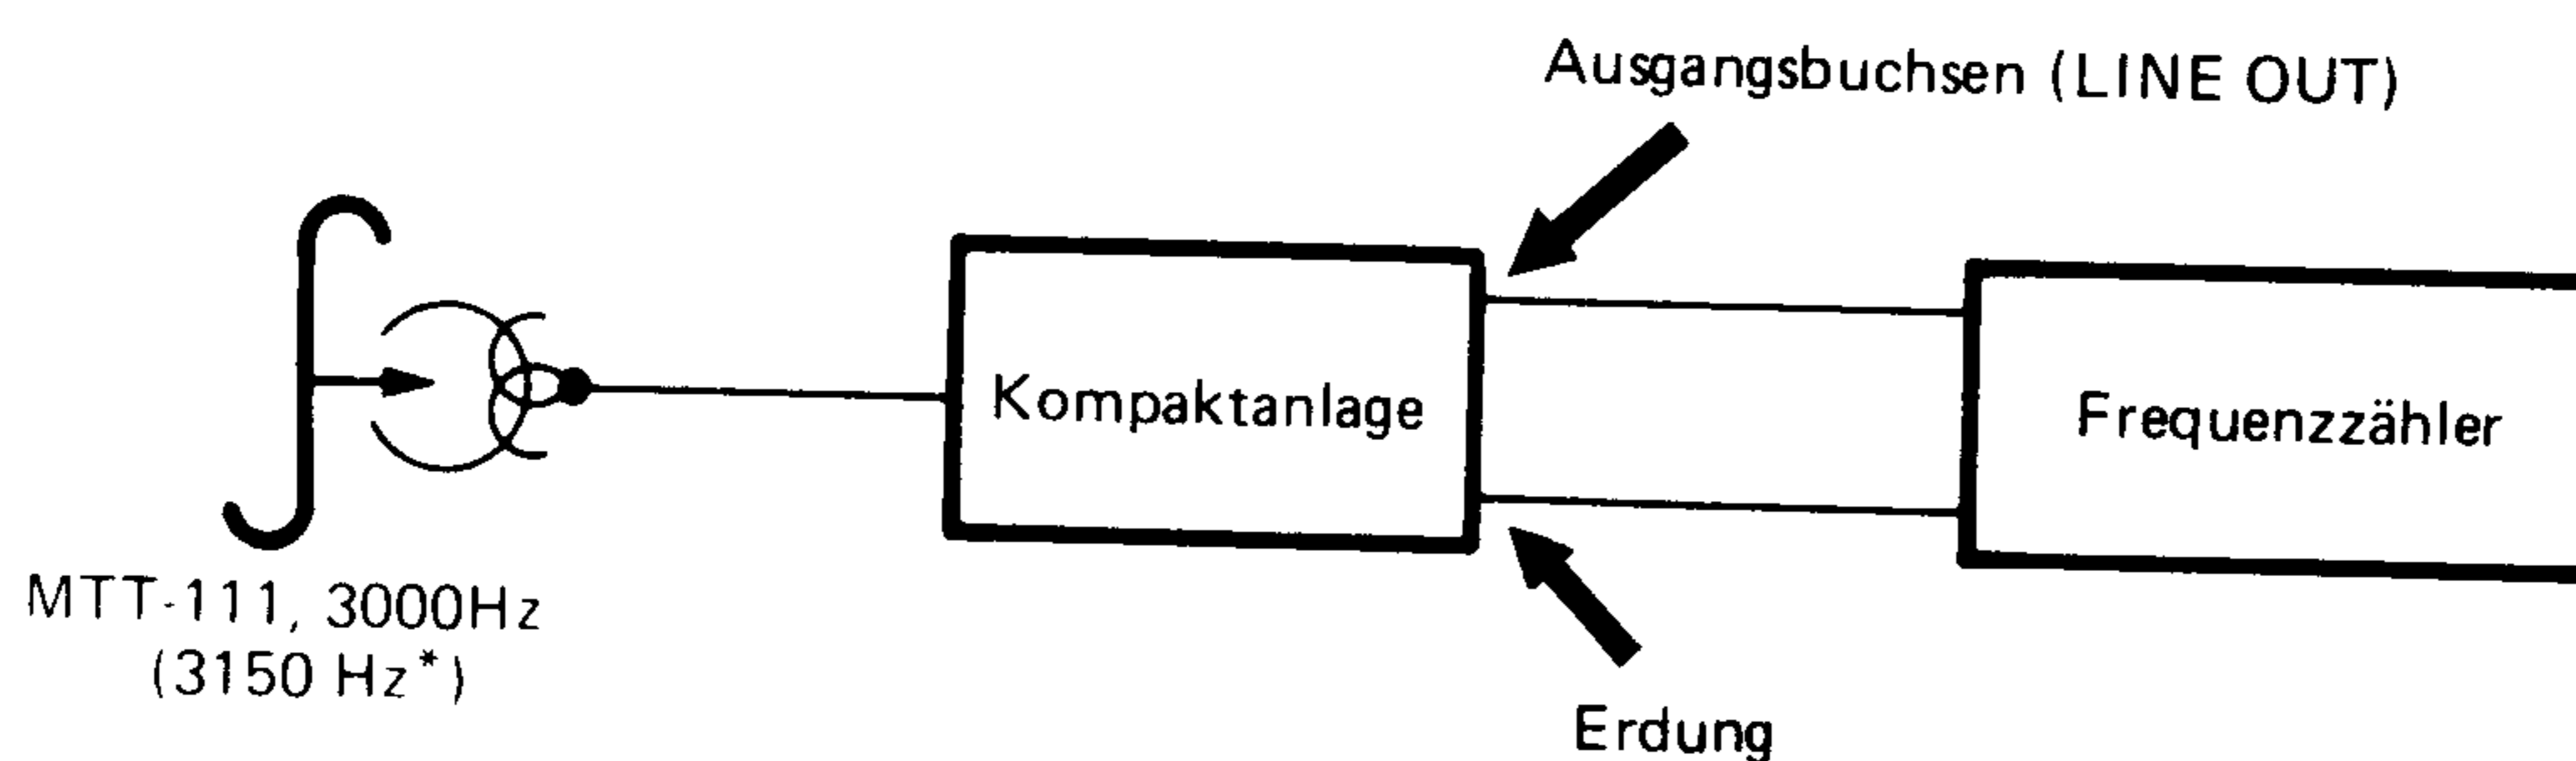 Ausgangsbuchsen (LINE OUT)
Kompaktanlage
Frequenzzähler
MTT-111, 3000Hz
(3150 Hz*)
Erdung